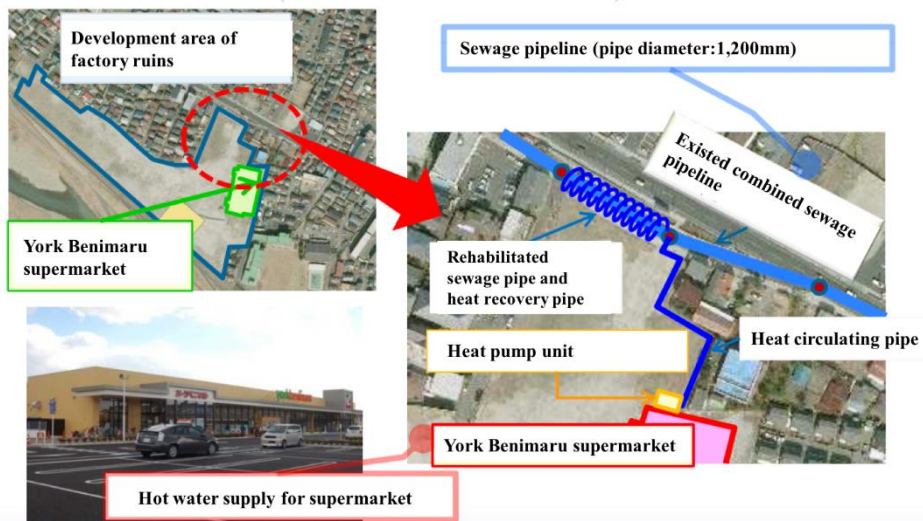 Development area of
factory ruins
York Benimaru
supermarket
Sewage pipeline (pipe diameter:1,200mm)
Existed combined sewage
pipeline
Rehabilitated
sewage pipe and
heat recovery pipe
Heat circulating pipe
Heat pump unit
York Benimaru supermarket
Hot water supply for supermarket